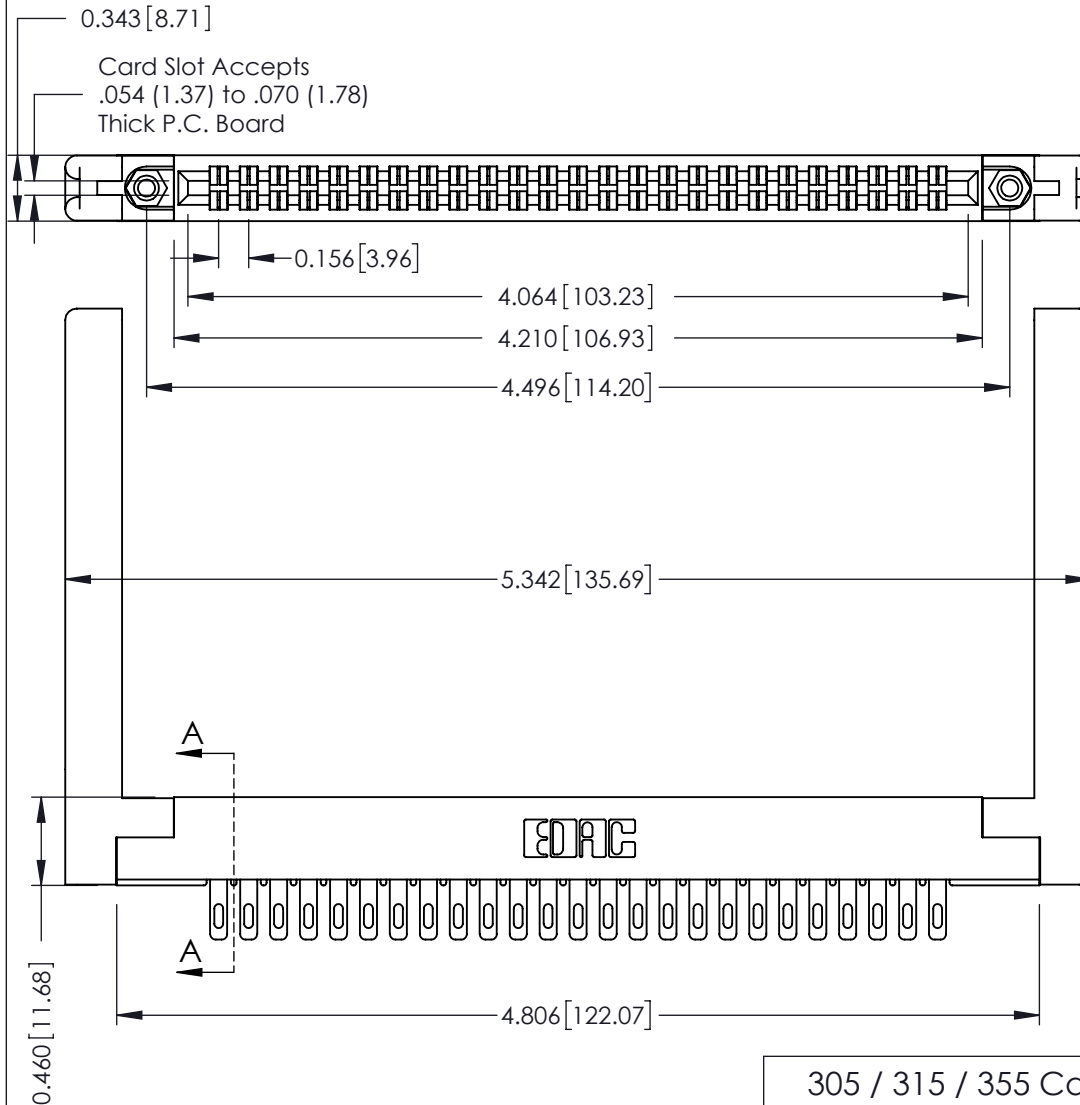 0.343[8.71]
Card Slot Accepts
.054 (1.37) to .070 (1.78)
Thick P.C. Board
0.156[3.96]
4.064[103.23]
4.210[106.93]
4.496[114.20]
5.342[135.69]
A
EDAC
A
0.460[11.68]
4.806[122.07]
305 / 315 / 355